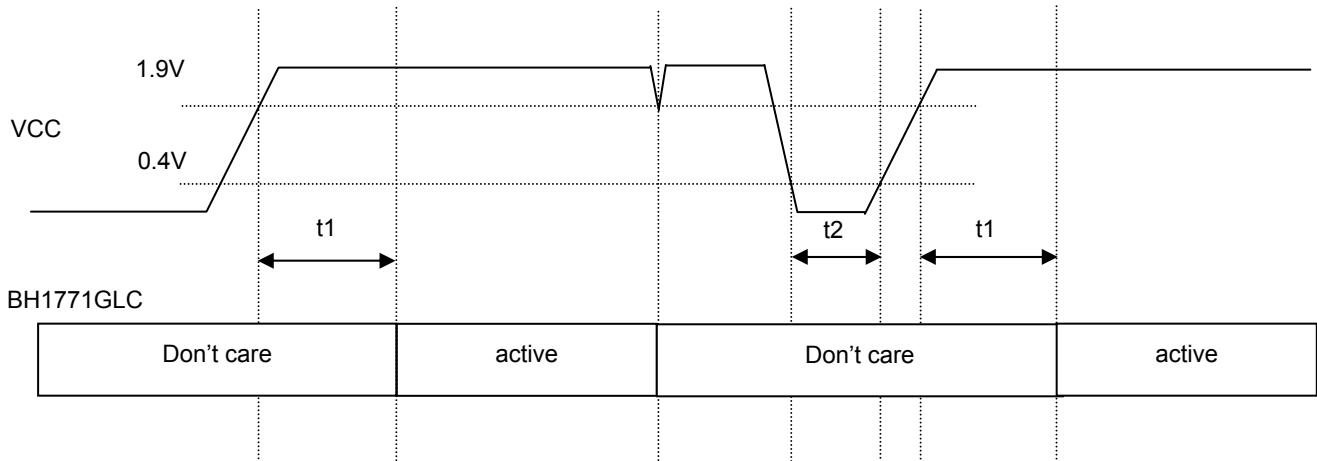 1.9V
VCC
0.4V
t1
t2
t1
BH1771GLC
Don’t care
active
Don’t care
active